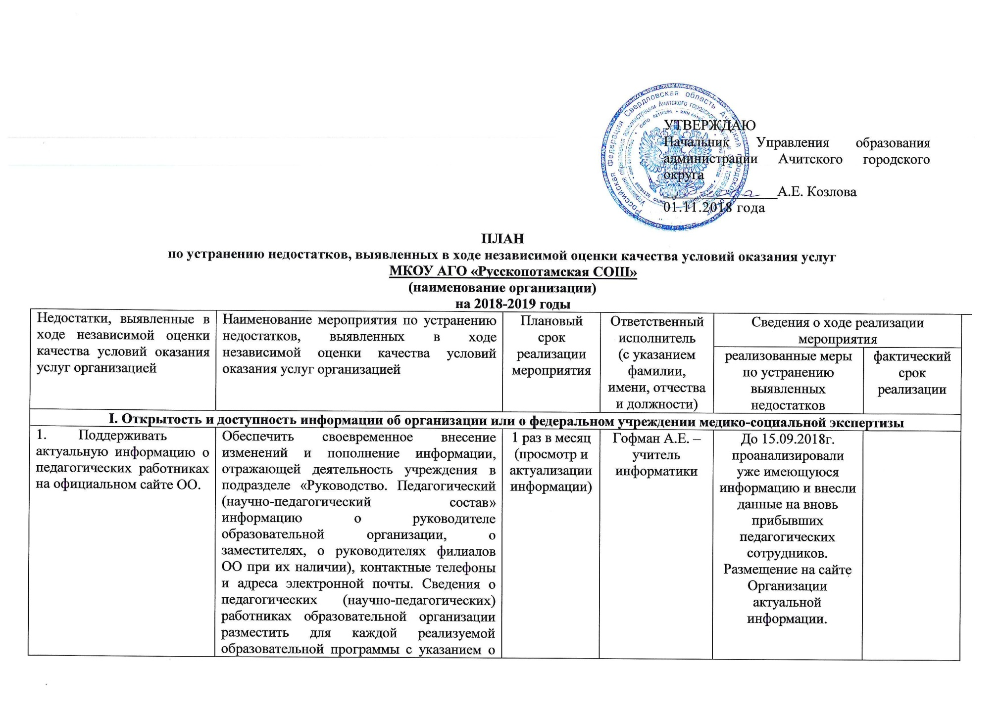 УТВЕРЖДАЮ
Начальник Управления образования
администрации Ачитского городского
округа
А.Е. Козлова
01.11.2018 года
Российская Федерация Свердловская область Ачитский городской округ
Управление образования администрации Ачитского городского округа
ОКПО 02116296
ПЛАН
по устранению недостатков, выявленных в ходе независимой оценки качества условий оказания услуг
МКОУ АГО «Русскопотамская СОШ»
(наименование организации)
на 2018-2019 годы
Недостатки, выявленные в
ходе независимой оценки
качества условий оказания
услуг организацией
Наименование мероприятия по устранению
недостатков, выявленных в ходе
независимой оценки качества условий
оказания услуг организацией
Плановый
срок
реализации
мероприятия
Ответственный
исполнитель
(с указанием
фамилии,
имени, отчества
и должности)
Сведения о ходе реализации
мероприятия
реализованные меры
по устранению
выявленных
недостатков
фактический
срок
реализации
I. Открытость и доступность информации об организации или о федеральном учреждении медико-социальной экспертизы
1. Поддерживать
актуальную информацию о
педагогических работниках
на официальном сайте ОО.
Обеспечить своевременное внесение
изменений и пополнение информации,
отражающей деятельность учреждения в
подразделе «Руководство. Педагогический
(научно-педагогический состав»
информацию о руководителе
образовательной организации, о
заместителях, о руководителях филиалов
ОО при их наличии), контактные телефоны
и адреса электронной почты. Сведения о
педагогических (научно-педагогических)
работниках образовательной организации
разместить для каждой реализуемой
образовательной программы с указанием о
1 раз в месяц
(просмотр и
актуализации
информации)
Гофман А.Е. –
учитель
информатики
До 15.09.2018г.
проанализировали
уже имеющуюся
информацию и внесли
данные на вновь
прибывших
педагогических
сотрудников.
Размещение на сайте
Организации
актуальной
информации.